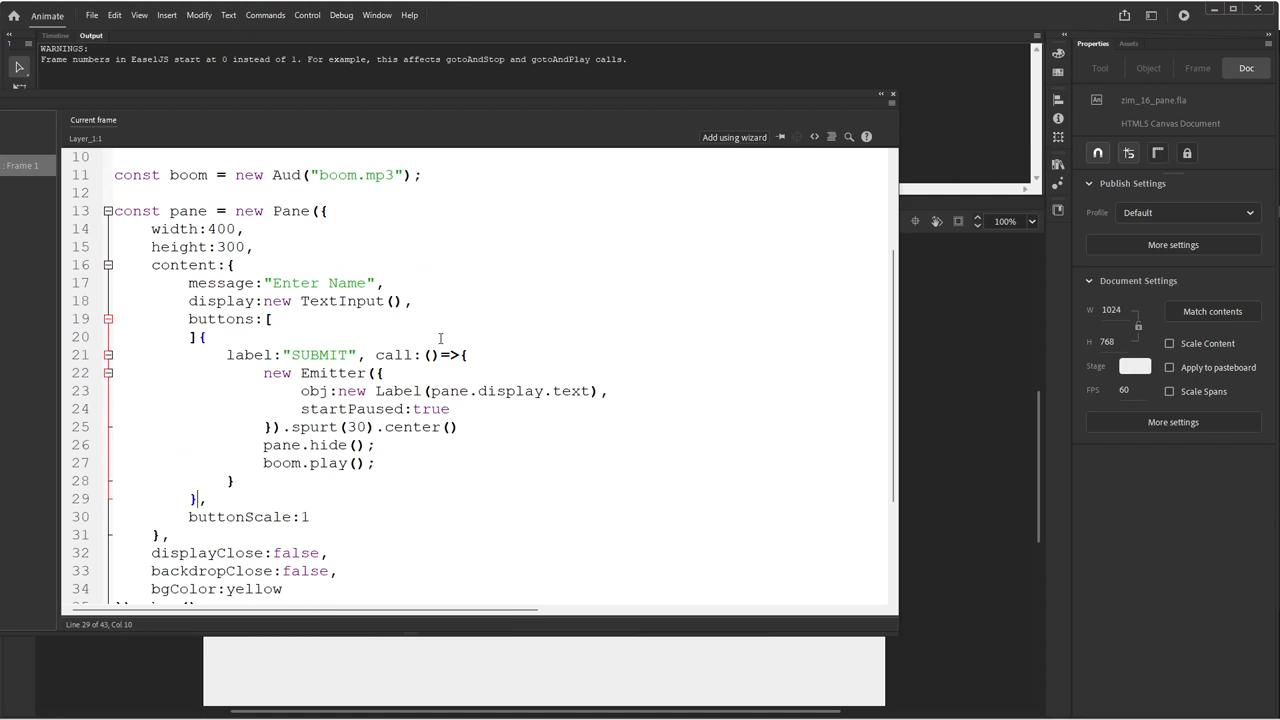 Animate File Edit View Insert Modify Text Commands Control Debug Window Help
Timeline Output
1
WARNINGS:
Frame numbers in EaselJS start at 0 instead of 1. For example, this affects gotoAndStop and gotoAndPlay calls.
Properties Assets
Tool Object Frame Doc
An zim_16_pane.fla
HTML5 Canvas Document
Publish Settings
Profile Default
More settings
Document Settings
W 1024 Match contents
H 768 Scale Content
Stage Apply to pasteboard
FPS 60 Scale Spans
More settings
100%
Current frame
Layer_1:1 Add using wizard
: Frame 1
10
11 const boom = new Aud("boom.mp3");
12
13 const pane = new Pane({
14 width:400,
15 height:300,
16 content:{
17 message:"Enter Name",
18 display:new TextInput(),
19 buttons:[
20 ]{
21 label:"SUBMIT", call:()=>{
22 new Emitter({
23 obj:new Label(pane.display.text),
24 startPaused:true
25 }).spurt(30).center()
26 pane.hide();
27 boom.play();
28 }
29 },
30 buttonScale:1
31 },
32 displayClose:false,
33 backdropClose:false,
34 bgColor:yellow
Line 29 of 43, Col 10